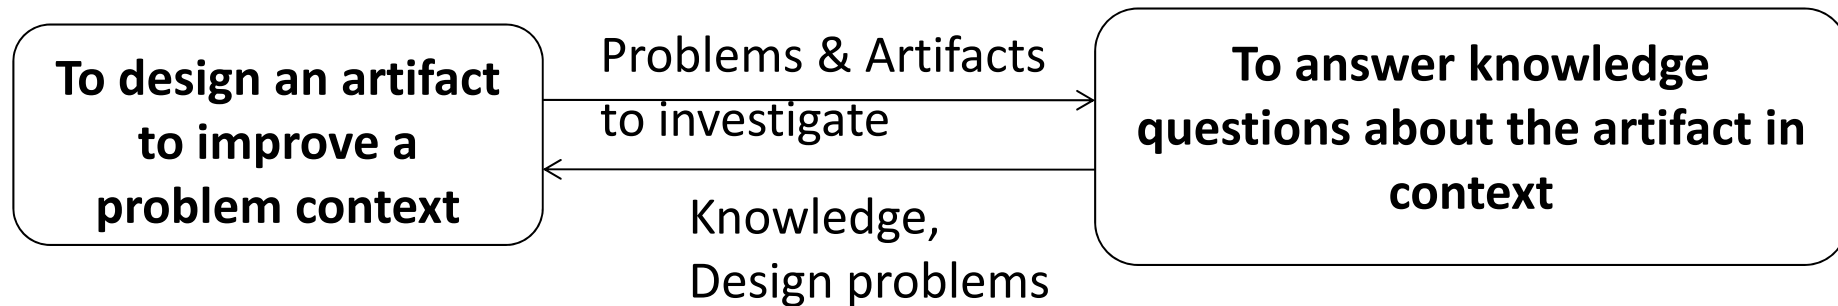 To design an artifact
to improve a
problem context
Problems & Artifacts
to investigate
Knowledge,
Design problems
To answer knowledge
questions about the artifact in
context